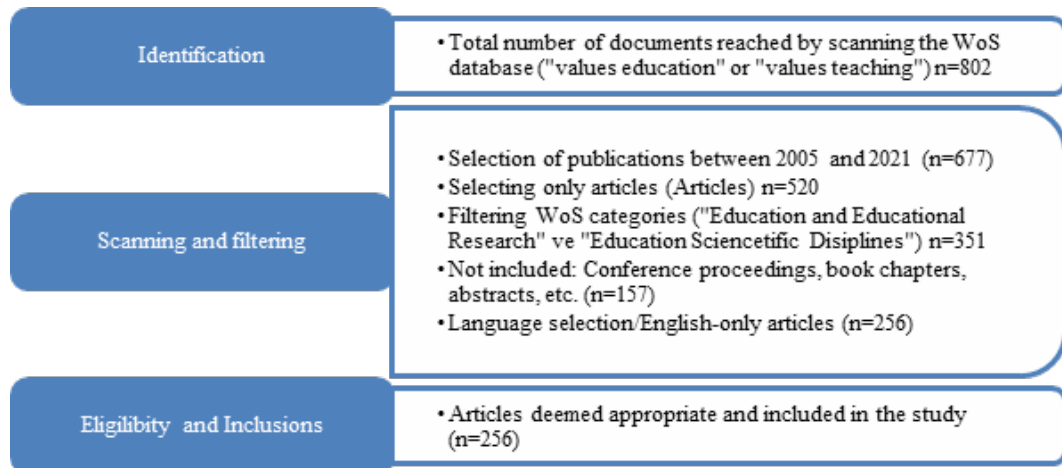 Identification
• Total number of documents reached by scanning the WoS
database ("values education" or "values teaching") n=802
Scanning and filtering
• Selection of publications between 2005 and 2021 (n=677)
• Selecting only articles (Articles) n=520
• Filtering WoS categories ("Education and Educational
Research" ve "Education Sciencetific Disiplines") n=351
• Not included: Conference proceedings, book chapters,
abstracts, etc. (n=157)
• Language selection/English-only articles (n=256)
Eligilibity and Inclusions
• Articles deemed appropriate and included in the study
(n=256)